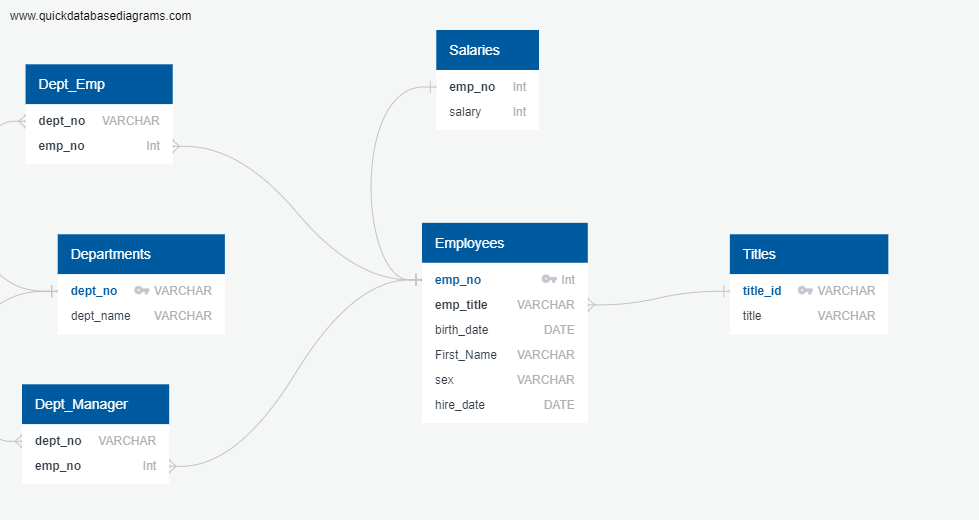 www.quickdatabasediagrams.com
Salaries
emp_no Int
salary Int
Dept_Emp
dept_no VARCHAR
emp_no Int
Departments
dept_no VARCHAR
dept_name VARCHAR
Employees
emp_no Int
emp_title VARCHAR
birth_date DATE
First_Name VARCHAR
sex VARCHAR
hire_date DATE
Titles
title_id VARCHAR
title VARCHAR
Dept_Manager
dept_no VARCHAR
emp_no Int